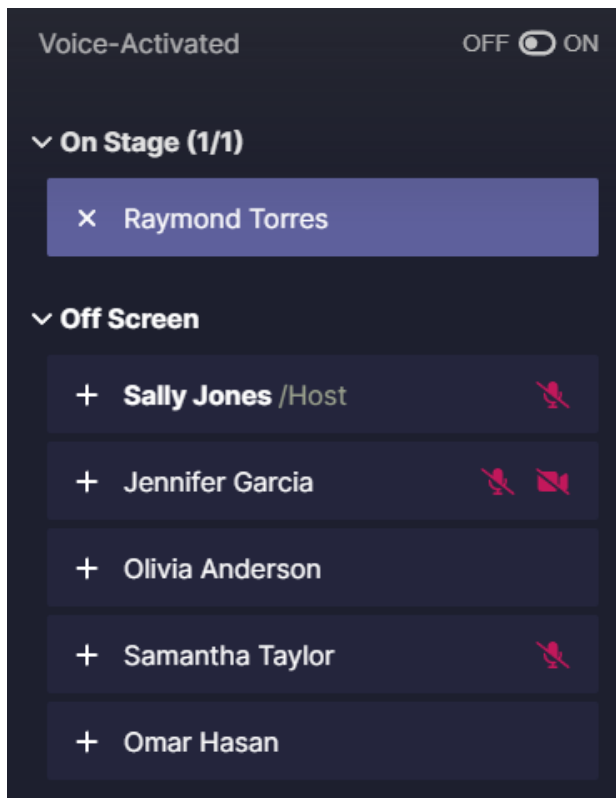 Voice-Activated OFF ON
On Stage (1/1)
Raymond Torres
Off Screen
Sally Jones /Host
Jennifer Garcia
Olivia Anderson
Samantha Taylor
Omar Hasan